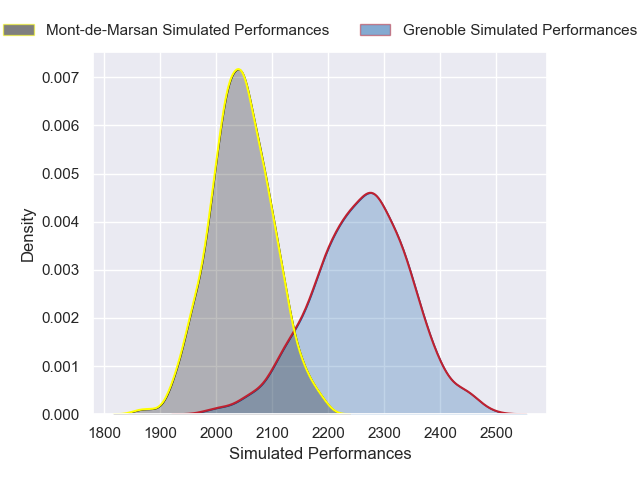 Mont-de-Marsan Simulated Performances
Grenoble Simulated Performances
0.007
0.006
0.005
0.004
0.003
0.002
0.001
0.000
Density
1800 1900 2000 2100 2200 2300 2400 2500
Simulated Performances